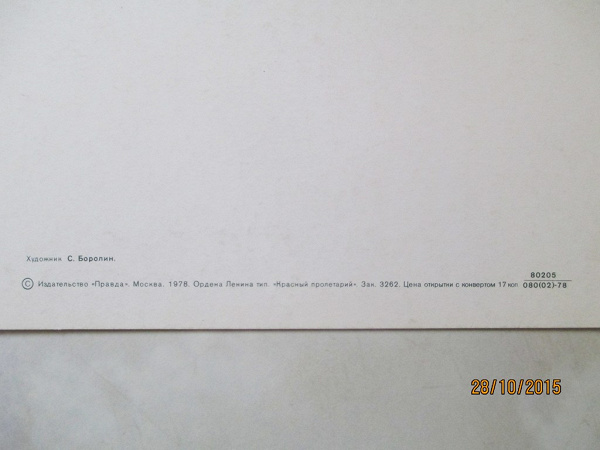 Художник С. Боролин.
© Издательство «Правда». Москва. 1978. Ордена Ленина тип. «Красный пролетарий». Зак. 3262. Цена открытки с конвертом 17 коп
80205
080(02)-78
28/10/2015